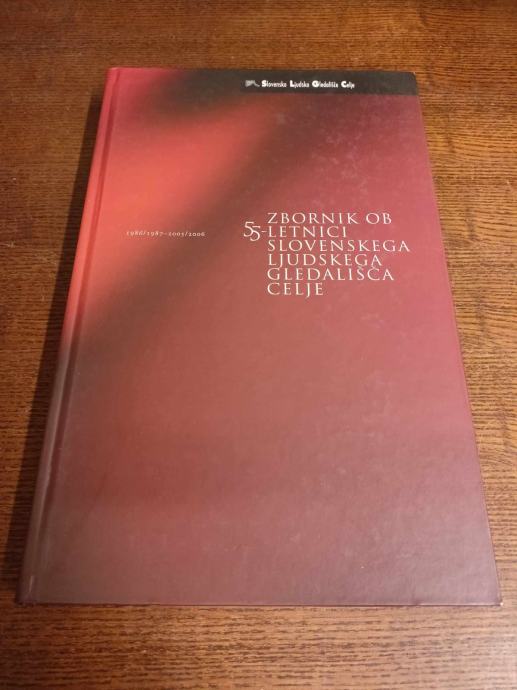 Slovensko Ljudsko Gledališče Celje
1986/1987–2005/2006
ZBORNIK OB
55-LETNICI
SLOVENSKEGA
LJUDSKEGA
GLEDALIŠČA
CELJE